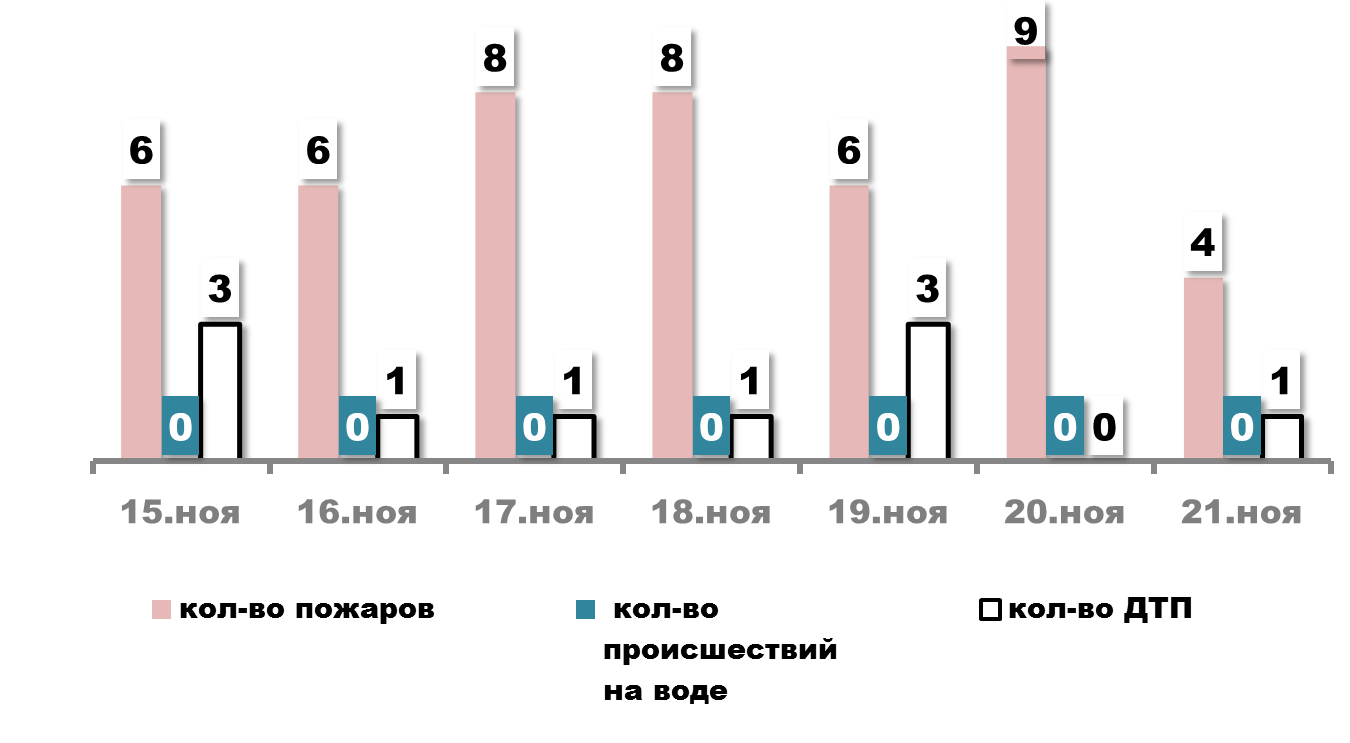 9
8
8
6
6
6
4
3
3
1
1
1
1
0
0
0
0
0
0
0
0
15.ноя
16.ноя
17.ноя
18.ноя
19.ноя
20.ноя
21.ноя
кол-во пожаров
кол-во
происшествий
на воде
кол-во ДТП